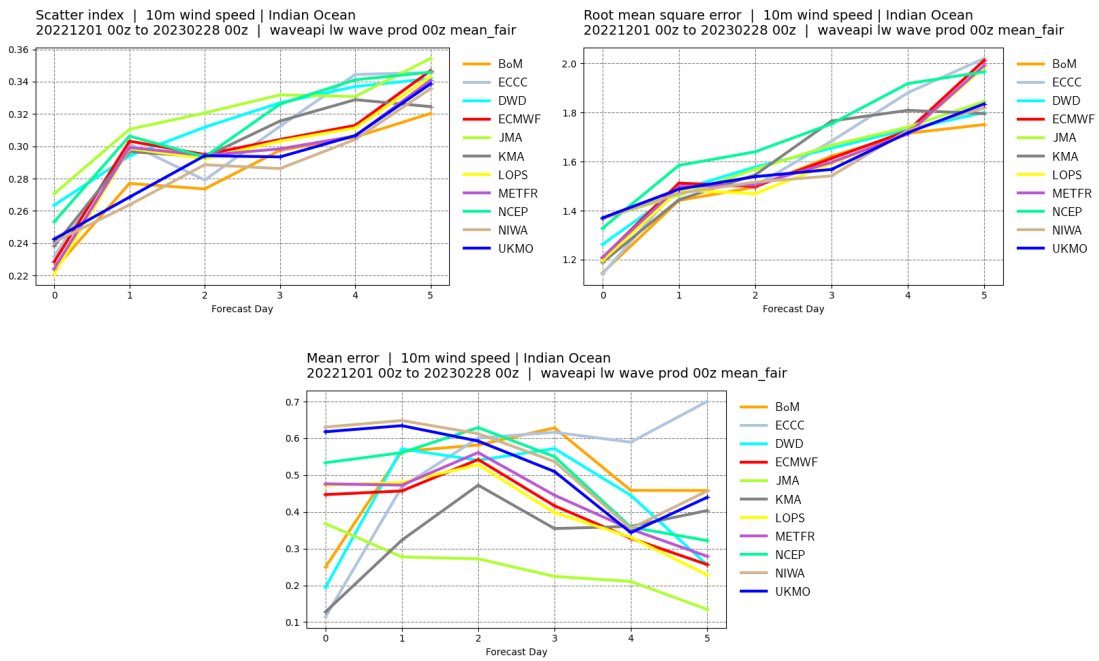 Scatter index | 10m wind speed | Indian Ocean
20221201 00z to 20230228 00z | waveapi lw wave prod 00z mean_fair
0.36
0.34
0.32
0.30
0.28
0.26
0.24
0.22
0 1 2 3 4 5
Forecast Day
BoM
ECCC
DWD
ECMWF
JMA
KMA
LOPS
METFR
NCEP
NIWA
UKMO
Root mean square error | 10m wind speed | Indian Ocean
20221201 00z to 20230228 00z | waveapi lw wave prod 00z mean_fair
2.0
1.8
1.6
1.4
1.2
0 1 2 3 4 5
Forecast Day
BoM
ECCC
DWD
ECMWF
JMA
KMA
LOPS
METFR
NCEP
NIWA
UKMO
Mean error | 10m wind speed | Indian Ocean
20221201 00z to 20230228 00z | waveapi lw wave prod 00z mean_fair
0.7
0.6
0.5
0.4
0.3
0.2
0.1
0 1 2 3 4 5
Forecast Day
BoM
ECCC
DWD
ECMWF
JMA
KMA
LOPS
METFR
NCEP
NIWA
UKMO